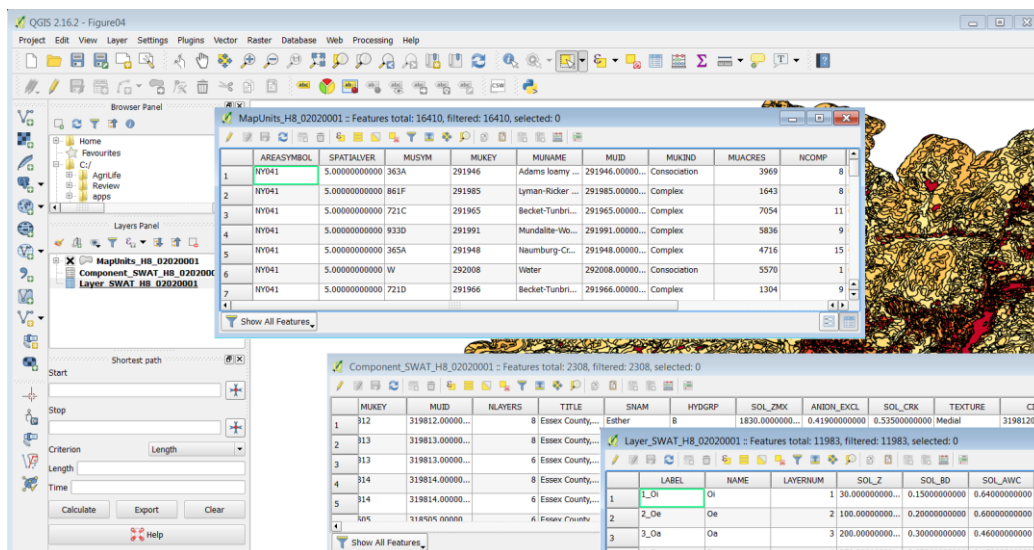 QGIS 2.16.2 - Figure04
Project Edit View Layer Settings Plugins Vector Raster Database Web Processing Help
CSW
Browser Panel
Home
Favourites
C:/
AgriLife
Review
apps
Layers Panel
MapUnits_H8_02020001
Component_SWAT_H8_020200
Layer_SWAT_H8_02020001
Shortest path
Start
Stop
Criterion Length
Length
Time
Calculate Export Clear
Help
MapUnits_H8_02020001 :: Features total: 16410, filtered: 16410, selected: 0
AREASYMBOL SPATIALVER MUSYM MUKEY MUNAME MUID MUKIND MUACRES NCOMP
1 NY041 5.00000000000 363A 291946 Adams loamy ... 291946.00000... Consociation 3969 8
2 NY041 5.00000000000 861F 291985 Lyman-Ricker ... 291985.00000... Complex 1643 8
3 NY041 5.00000000000 721C 291965 Becket-Tunbri... 291965.00000... Complex 7054 11
4 NY041 5.00000000000 933D 291991 Mundalite-Wo... 291991.00000... Complex 5836 9
5 NY041 5.00000000000 365A 291948 Naumburg-Cr... 291948.00000... Complex 4716 15
6 NY041 5.00000000000 W 292008 Water 292008.00000... Consociation 5570 1
7 NY041 5.00000000000 721D 291966 Becket-Tunbri... 291966.00000... Complex 1304 9
Show All Features
Component_SWAT_H8_02020001 :: Features total: 2308, filtered: 2308, selected: 0
MUKEY MUID NLAYERS TITLE SNAM HYDGRP SOL_ZMX ANION_EXCL SOL_CRK TEXTURE
1 312 319812.00000... 8 Essex County,... Esther B 1830.0000000... 0.41900000000 0.53500000000 Medial 3198120
2 313 319813.00000... 8 Essex County,...
3 313 319813.00000... 6 Essex County,...
4 314 319814.00000... 8 Essex County,...
5 314 319814.00000... 6 Essex County,...
Show All Features
Layer_SWAT_H8_02020001 :: Features total: 11983, filtered: 11983, selected: 0
LABEL NAME LAYERNUM SOL_Z SOL_BD SOL_AWC
1 1_Oi Oi 1 30.000000000... 0.15000000000 0.64000000000
2 2_Oe Oe 2 100.00000000... 0.20000000000 0.60000000000
3 3_Oa Oa 3 200.00000000... 0.30000000000 0.46000000000